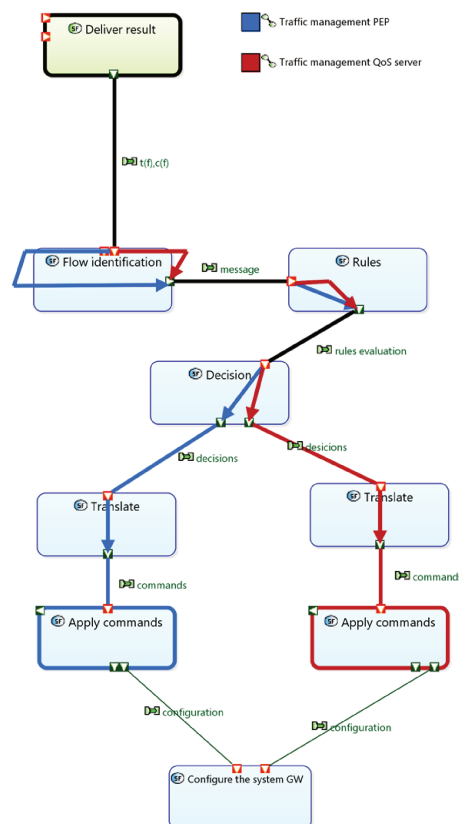 Deliver result
Traffic management PEP
Traffic management QoS server
t(f),c(f)
Flow identification
message
Rules
rules evaluation
Decision
decisions
desicions
Translate
Translate
commands
command
Apply commands
Apply commands
configuration
configuration
Configure the system GW